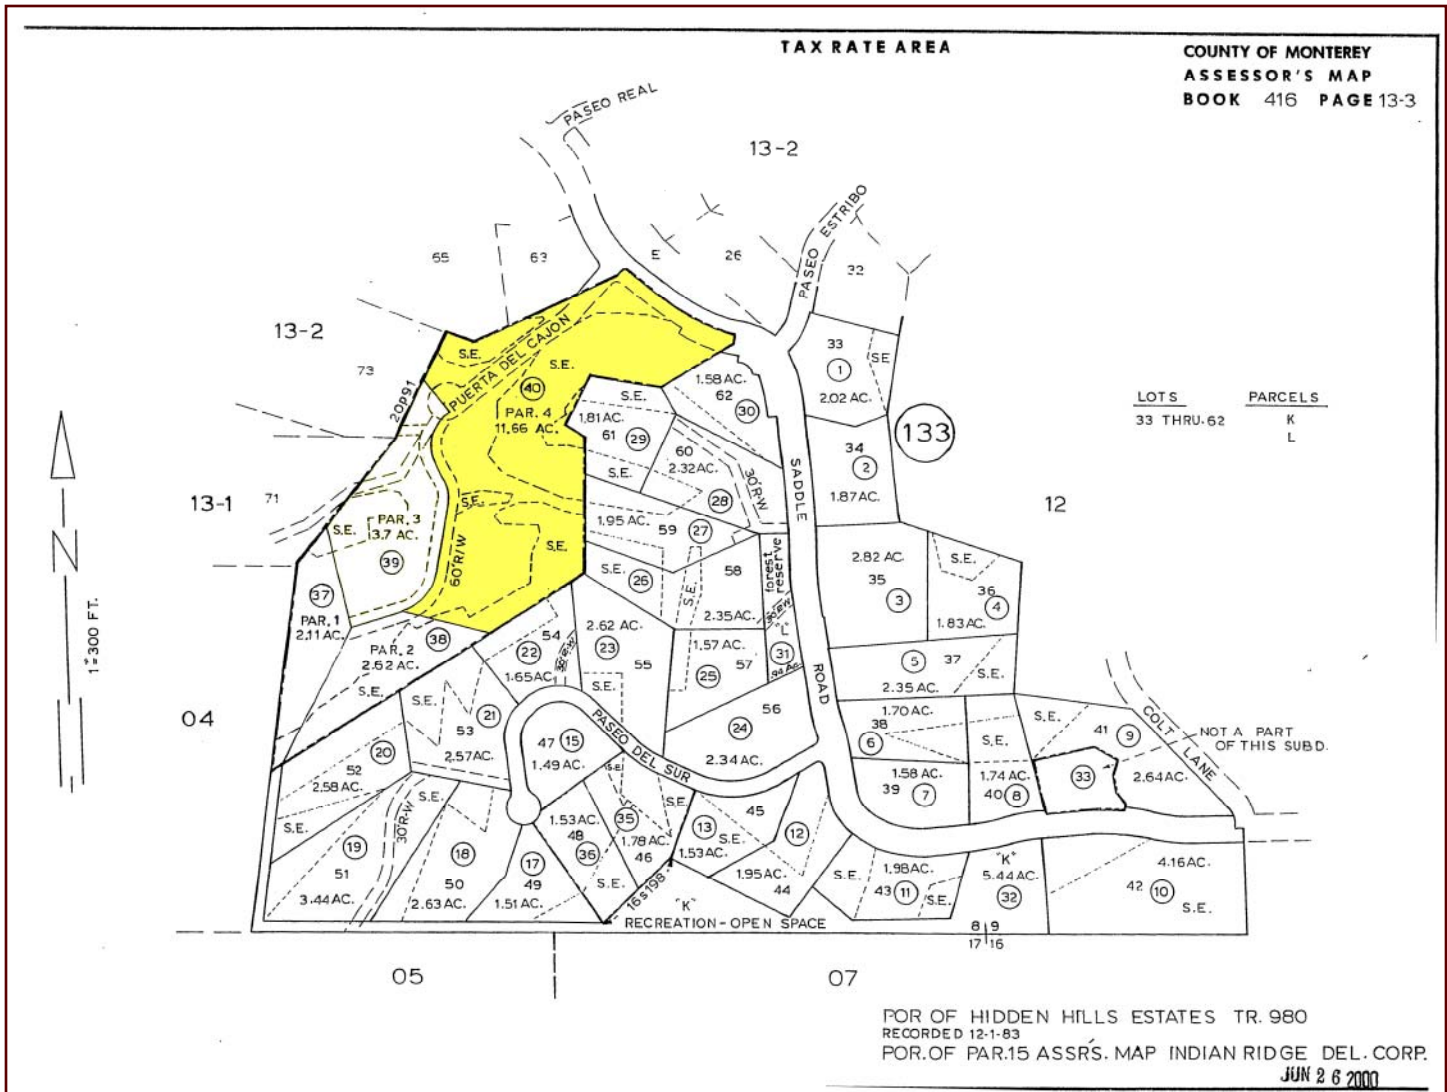 TAX RATE AREA
COUNTY OF MONTEREY
ASSESSOR'S MAP
BOOK 416 PAGE 13-3
PASEO REAL
13-2
PASEO ESTRIBO
65
63
E
26
32
13-2
73
20P91
S.E.
PUERTA DEL CAJON
S.E.
40
PAR. 4
11.66 AC.
33
1
S.E
2.02 AC.
1.58 AC.
62
30
S.E.
1.81 AC.
61
29
S.E.
60
2.32 AC.
30' R-W
28
34
2
1.87 AC.
133
LOTS
33 THRU. 62
PARCELS
K
L
13-1
71
12
S.E.
PAR. 3
3.7 AC.
39
S.E.
60' R/W
S.E.
1.95 AC.
59
27
SADDLE
ROAD
forest
reserve
30' R-W
"L"
31
.94 Ac.
S.E.
26
S.E.
58
2.35 AC.
2.82 AC.
35
3
S.E.
36
4
1.83 AC.
N
1"=300 FT.
37
PAR. 1
2.11 AC.
38
PAR. 2
2.62 AC.
S.E.
54
22
1.65 AC.
30' R-W
2.62 AC.
23
55
S.E.
1.57 AC.
57
25
5
37
2.35 AC.
S.E.
04
S.E.
21
53
2.57 AC.
PASEO DEL SUR
56
24
2.34 AC.
1.70 AC.
38
6
S.E.
S.E.
41
9
2.64 AC.
COLT LANE
NOT A PART
OF THIS SUBD.
33
20
52
2.58 AC.
S.E.
47
15
1.49 AC.
S.E.
1.58 AC.
39
7
1.74 AC.
40
8
S.E.
30' R-W
19
51
3.44 AC.
18
50
2.63 AC.
17
49
1.51 AC.
1.53 AC.
48
36
S.E.
35
1.78 AC.
46
S.E.
13
S.E.
1.53 AC.
45
12
1.95 AC.
44
S.E.
1.98 AC.
43
11
S.E.
"K"
5.44 AC.
32
4.16 AC.
42
10
S.E.
16S198
"K"
RECREATION - OPEN SPACE
8 9
17 16
05
07
POR OF HIDDEN HILLS ESTATES TR. 980
RECORDED 12-1-83
POR. OF PAR.15 ASSRS. MAP INDIAN RIDGE DEL. CORP.
JUN 26 2000